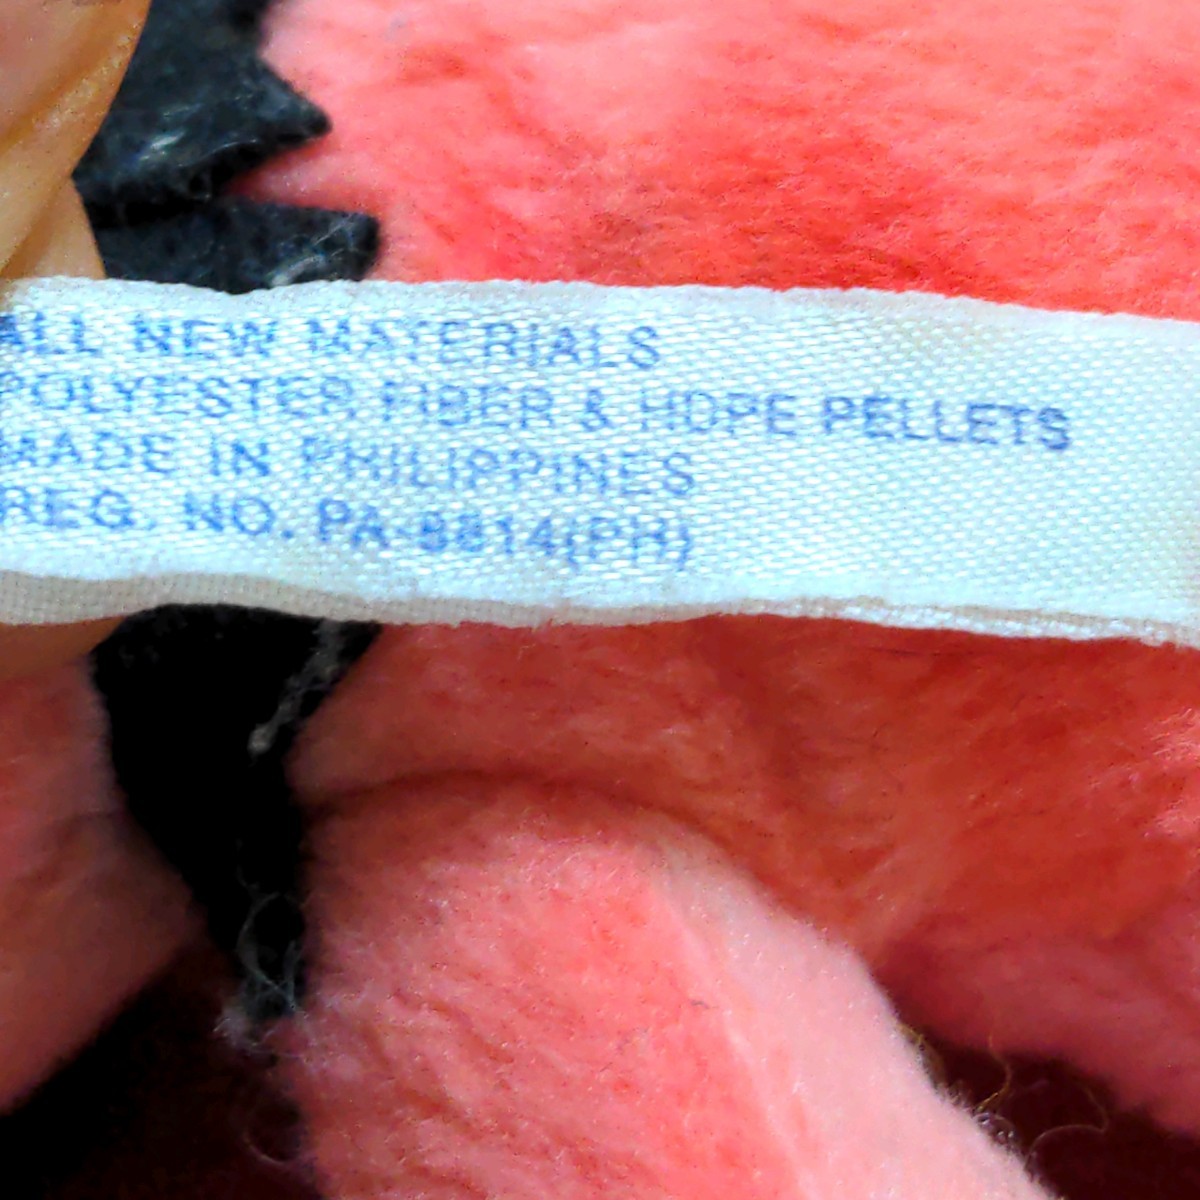 ALL NEW MATERIALS
POLYESTER FIBER & HDPE PELLETS
MADE IN PHILIPPINES
REG. NO. PA-8814(PH)